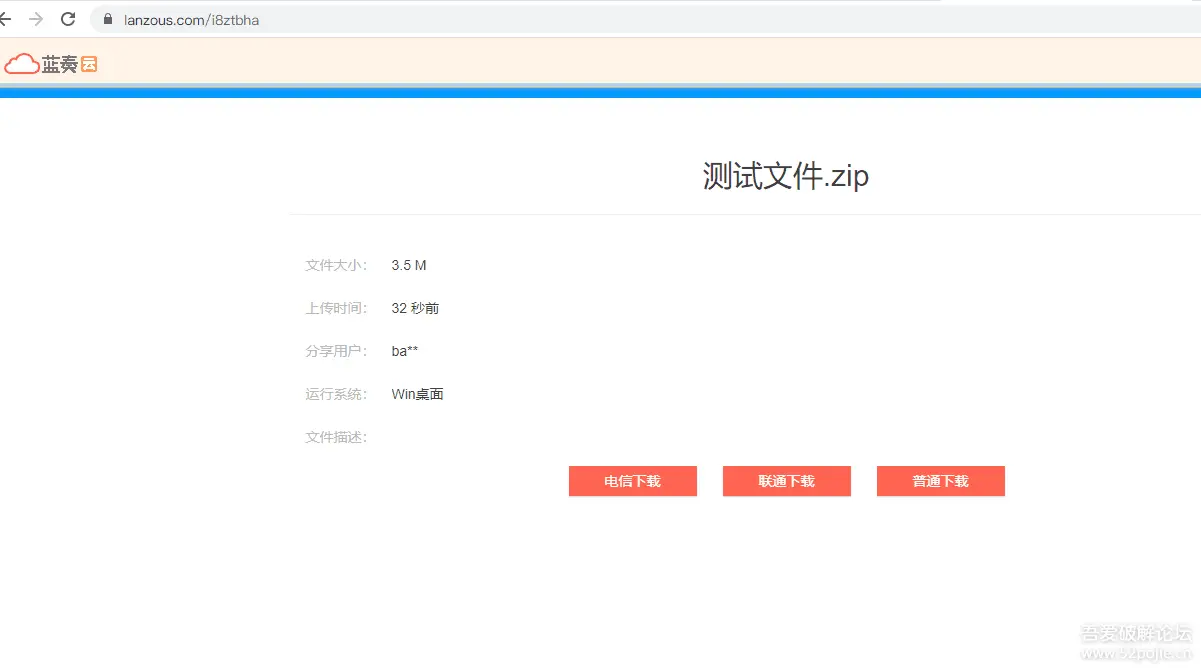 lanzous.com/i8ztbha
蓝奏云
测试文件.zip
文件大小： 3.5 M
上传时间： 32 秒前
分享用户： ba**
运行系统： Win桌面
文件描述：
电信下载 联通下载 普通下载
吾爱破解论坛
www.52pojie.cn